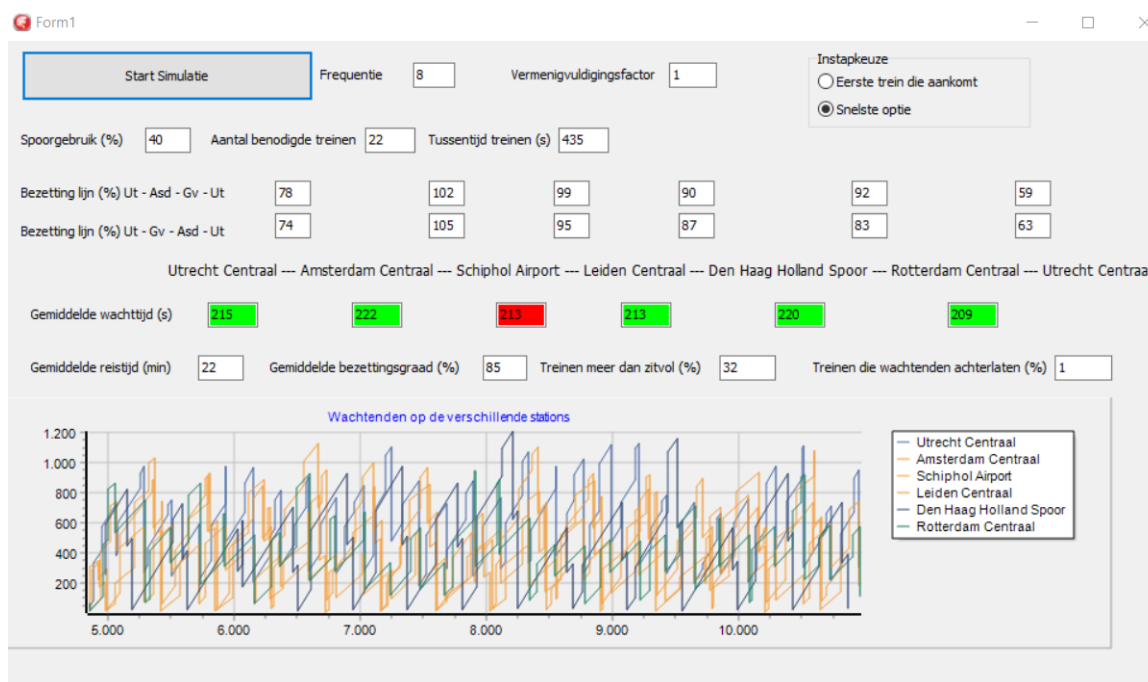 Form1
Instapkeuze
Start Simulatie Frequentie 8 Vermenigvuldigingsfactor 1
Eerste trein die aankomt
Snelste optie
Spoorgebruik (%) 40 Aantal benodigde treinen 22 Tussentijd treinen (s) 435
Bezetting lijn (%) Ut - Asd - Gv - Ut 78 102 99 90 92 59
Bezetting lijn (%) Ut - Gv - Asd - Ut 74 105 95 87 83 63
Utrecht Centraal --- Amsterdam Centraal --- Schiphol Airport --- Leiden Centraal --- Den Haag Holland Spoor --- Rotterdam Centraal --- Utrecht Centraa
Gemiddelde wachttijd (s) 215 222 213 213 220 209
Gemiddelde reistijd (min) 22 Gemiddelde bezettingsgraad (%) 85 Treinen meer dan zitvol (%) 32 Treinen die wachtenden achterlaten (%) 1
Wachtenden op de verschillende stations
1.200
1.000
800
600
400
200
5.000 6.000 7.000 8.000 9.000 10.000
Utrecht Centraal
Amsterdam Centraal
Schiphol Airport
Leiden Centraal
Den Haag Holland Spoor
Rotterdam Centraal